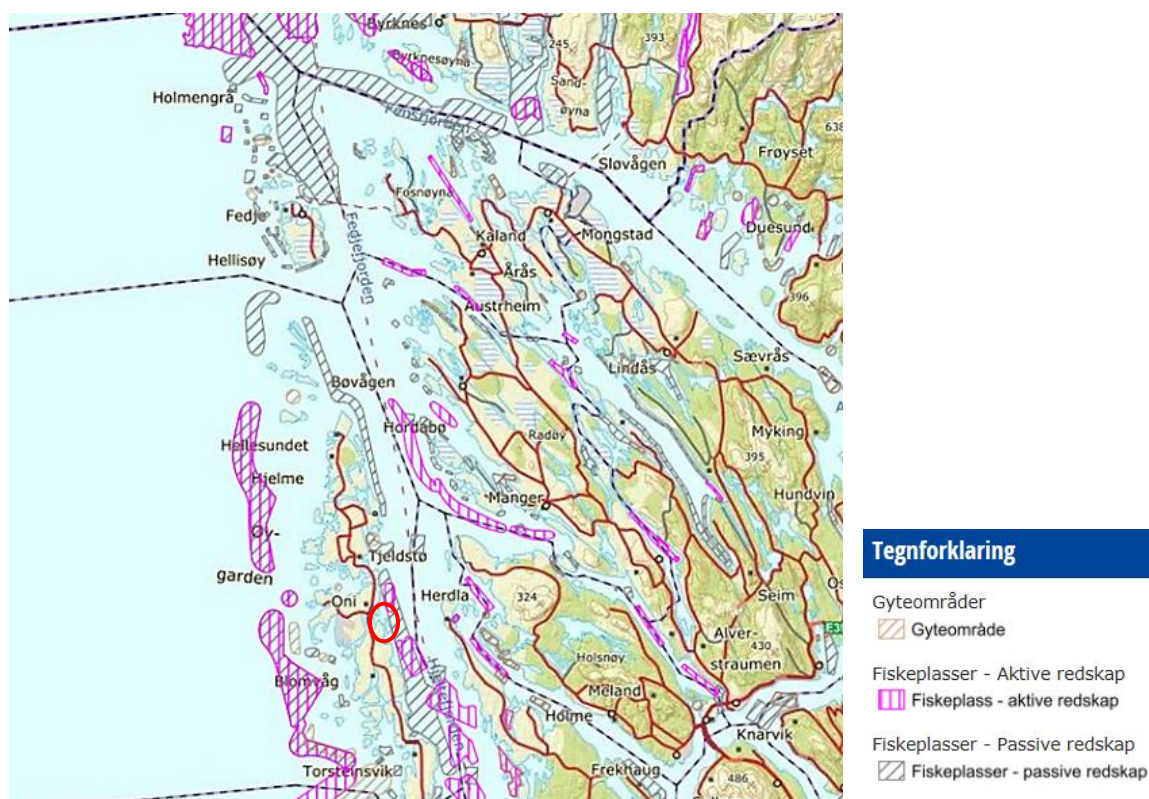 Byrknes
Byrknesøyna
245
393
Sand-
øyna
Holmengrå
Fensfjorden
638
Frøyset
Sløvågen
Fosnøyna
Fedje
Fedjefjorden
Kaland
Mongstad
Duesund
Hellisøy
Årås
Austrheim
396
Sævrås
Lindås
Bøvågen
Hordabø
Radøy
Myking
395
Hellesundet
Hjelme
Manger
Hundvin
Øy-
garden
Tjeldstø
Oni
Herdla
324
Seim
Alver-
straumen
430
E39
Holsnøy
Blomvåg
Hjeltefjorden
Meland
Holme
Knarvik
Torsteinsvik
Frekhaug
486
Tegnforklaring
Gyteområder
Gyteområde
Fiskeplasser - Aktive redskap
Fiskeplass - aktive redskap
Fiskeplasser - Passive redskap
Fiskeplasser - passive redskap